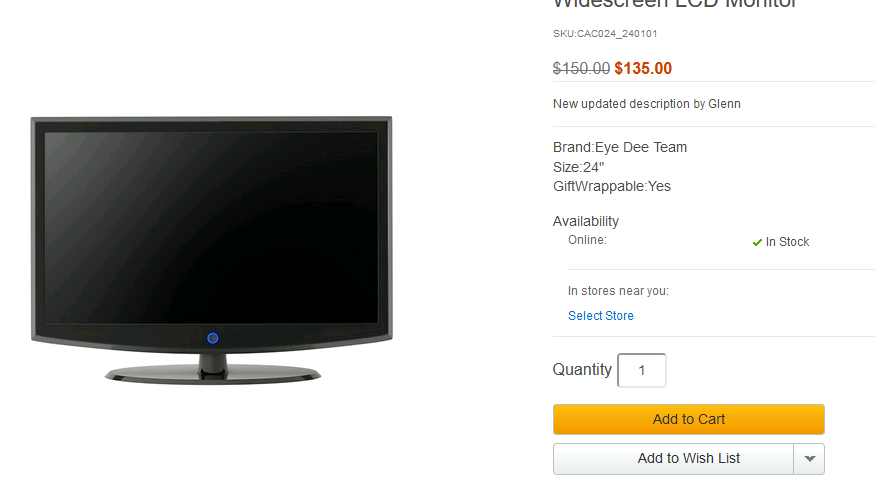 Widescreen LCD Monitor
SKU:CAC024_240101
$150.00 $135.00
New updated description by Glenn
Brand:Eye Dee Team
Size:24"
GiftWrappable:Yes
Availability
Online:
In Stock
In stores near you:
Select Store
Quantity 1
Add to Cart
Add to Wish List